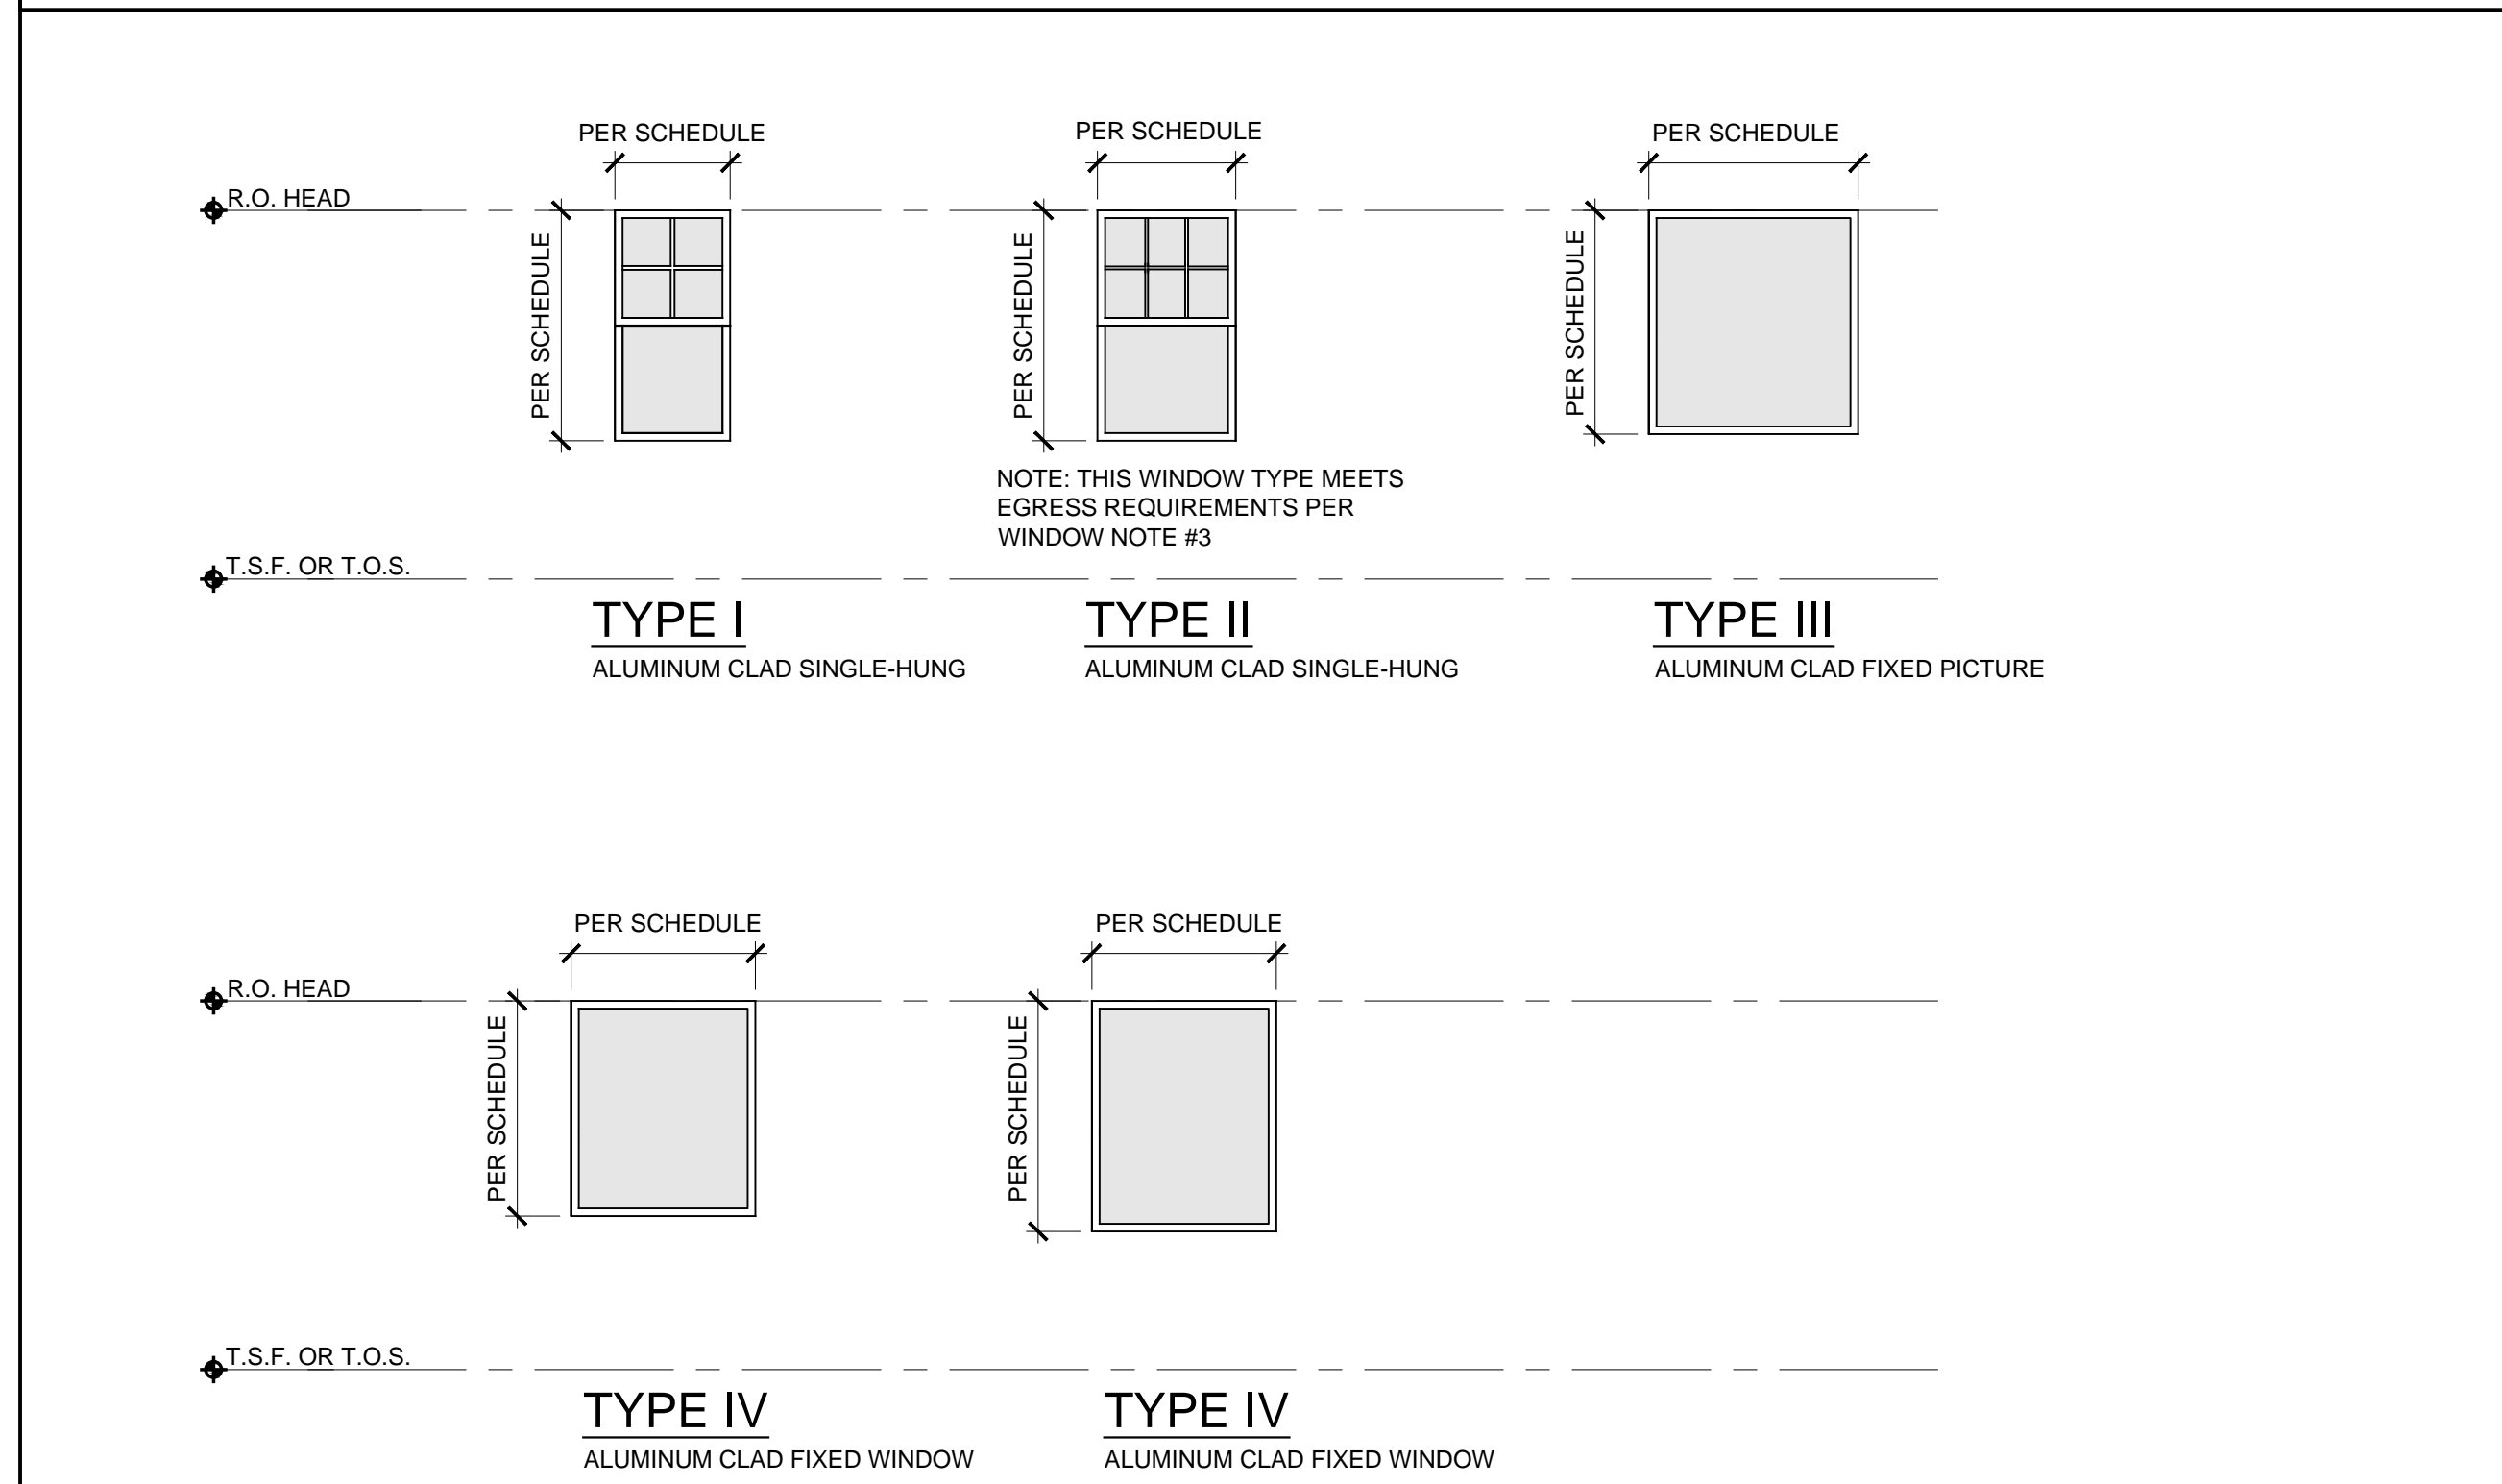 PER SCHEDULE
PER SCHEDULE
PER SCHEDULE
R.O. HEAD
PER SCHEDULE
PER SCHEDULE
PER SCHEDULE
NOTE: THIS WINDOW TYPE MEETS
EGRESS REQUIREMENTS PER
WINDOW NOTE #3
T.S.F. OR T.O.S.
TYPE I
ALUMINUM CLAD SINGLE-HUNG
TYPE II
ALUMINUM CLAD SINGLE-HUNG
TYPE III
ALUMINUM CLAD FIXED PICTURE
PER SCHEDULE
PER SCHEDULE
R.O. HEAD
PER SCHEDULE
PER SCHEDULE
T.S.F. OR T.O.S.
TYPE IV
ALUMINUM CLAD FIXED WINDOW
TYPE IV
ALUMINUM CLAD FIXED WINDOW